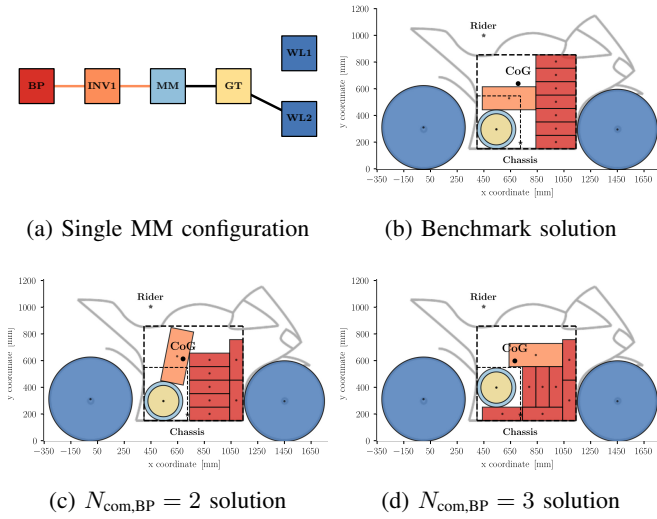 BP INV1 MM GT WL1 WL2
(a) Single MM configuration
1200
1000
800
600
400
200
0
y coordinate [mm]
Rider
CoG
Chassis
−350 −150 50 250 450 650 850 1050 1250 1450 1650
x coordinate [mm]
(b) Benchmark solution
1200
1000
800
600
400
200
0
y coordinate [mm]
Rider
CoG
Chassis
−350 −150 50 250 450 650 850 1050 1250 1450 1650
x coordinate [mm]
(c) N_com,BP = 2 solution
1200
1000
800
600
400
200
0
y coordinate [mm]
Rider
CoG
Chassis
−350 −150 50 250 450 650 850 1050 1250 1450 1650
x coordinate [mm]
(d) N_com,BP = 3 solution